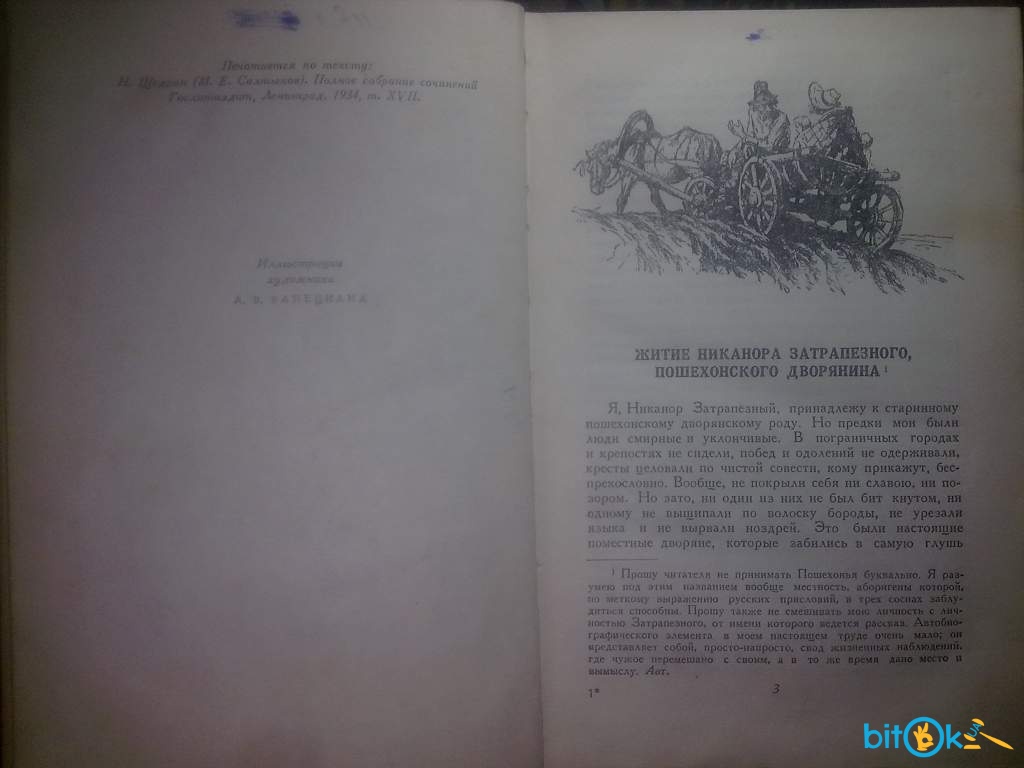 Печатается по тексту:
Н. Щедрин (М. Е. Салтыков). Полное собрание сочинений
Гослитиздат, Ленинград, 1934, т. XVII.
Иллюстрации
художника
А. В. ВАНЕЦИАНА
ЖИТИЕ НИКАНОРА ЗАТРАПЕЗНОГО,
ПОШЕХОНСКОГО ДВОРЯНИНА ¹
Я, Никанор Затрапезный, принадлежу к старинному
пошехонскому дворянскому роду. Но предки мои были
люди смирные и уклончивые. В пограничных городах
и крепостях не сидели, побед и одолений не одерживали,
кресты целовали по чистой совести, кому прикажут, бес-
прекословно. Вообще, не покрыли себя ни славою, ни по-
зором. Но зато, ни один из них не был бит кнутом, ни
одному не выщипали по волоску бороды, не урезали
языка и не вырвали ноздрей. Это были настоящие
поместные дворяне, которые забились в самую глушь
¹ Прошу читателя не принимать Пошехонья буквально. Я раз-
умею под этим названием вообще местность, аборигены которой,
по меткому выражению русских присловий, в трех соснах заблу-
диться способны. Прошу также не смешивать мою личность с лич-
ностью Затрапезного, от имени которого ведется рассказ. Автобио-
графического элемента в моем настоящем труде очень мало; он
представляет собой, просто-напросто, свод жизненных наблюдений,
где чужое перемешано с своим, а в то же время дано место и
вымыслу. Авт.
1*
3
bitOk UA